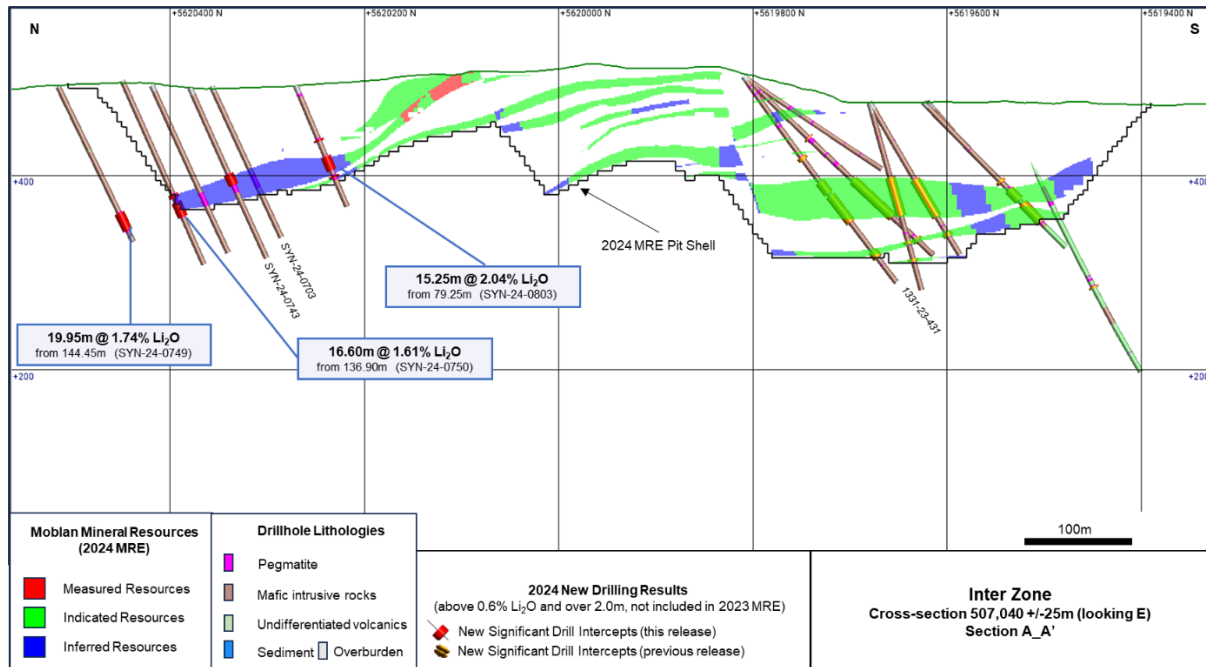 +5620400 N
+5620200 N
+5620000 N
+5619800 N
+5619600 N
+5619400 N
N
S
+400
+400
2024 MRE Pit Shell
SYN-24-0703
SYN-24-0743
1331-23-431
15.25m @ 2.04% Li₂O
from 79.25m (SYN-24-0803)
19.95m @ 1.74% Li₂O
from 144.45m (SYN-24-0749)
16.60m @ 1.61% Li₂O
from 136.90m (SYN-24-0750)
+200
+200
100m
Moblan Mineral Resources
(2024 MRE)
Measured Resources
Indicated Resources
Inferred Resources
Drillhole Lithologies
Pegmatite
Mafic intrusive rocks
Undifferentiated volcanics
Sediment Overburden
2024 New Drilling Results
(above 0.6% Li₂O and over 2.0m, not included in 2023 MRE)
New Significant Drill Intercepts (this release)
New Significant Drill Intercepts (previous release)
Inter Zone
Cross-section 507,040 +/-25m (looking E)
Section A_A'